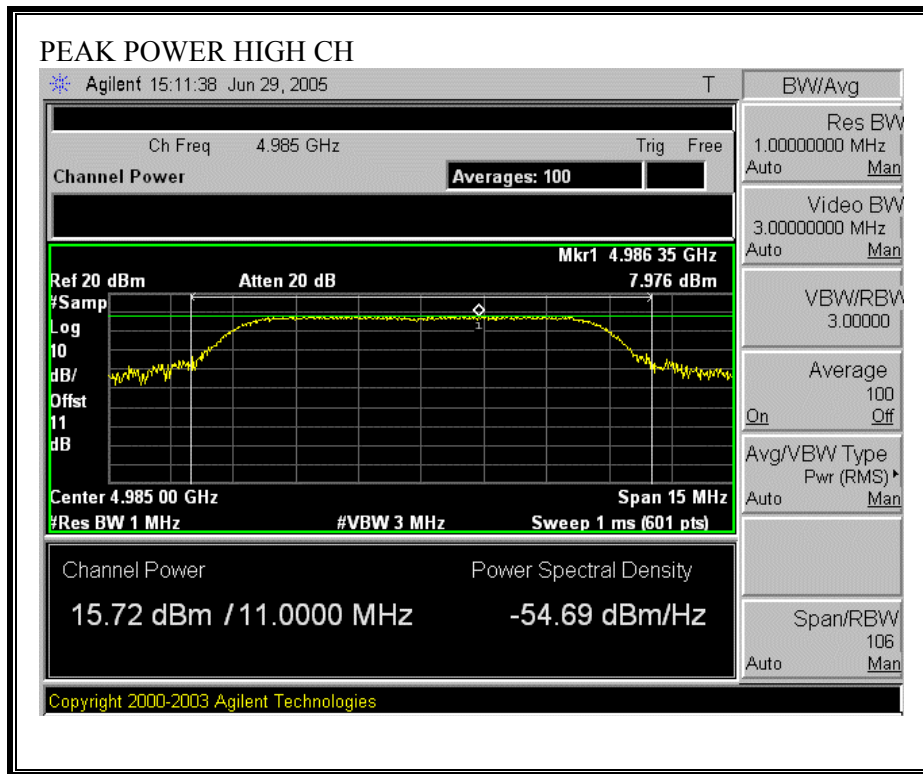 PEAK POWER HIGH CH
Agilent 15:11:38 Jun 29, 2005 T
BW/Avg
Ch Freq 4.985 GHz Trig Free
Channel Power Averages: 100
Mkr1 4.986 35 GHz
Ref 20 dBm Atten 20 dB 7.976 dBm
#Samp
Log
10
dB/
Offst
11
dB
1
Center 4.985 00 GHz Span 15 MHz
#Res BW 1 MHz #VBW 3 MHz Sweep 1 ms (601 pts)
Channel Power Power Spectral Density
15.72 dBm / 11.0000 MHz -54.69 dBm/Hz
Res BW
1.00000000 MHz
Auto Man
Video BW
3.00000000 MHz
Auto Man
VBW/RBW
3.00000
Average
100
On Off
Avg/VBW Type
Pwr (RMS)
Auto Man
Span/RBW
106
Auto Man
Copyright 2000-2003 Agilent Technologies